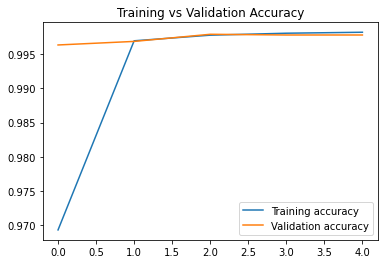 Training vs Validation Accuracy
0.995
0.990
0.985
0.980
0.975
0.970
Training accuracy
Validation accuracy
0.0 0.5 1.0 1.5 2.0 2.5 3.0 3.5 4.0